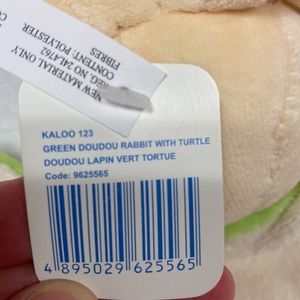 NEW MATERIAL ONLY
REG. NO 24L4762
CONTENT: POLYESTER
FIBRES
KALOO 123
GREEN DOUDOU RABBIT WITH TURTLE
DOUDOU LAPIN VERT TORTUE
Code: 9625565
4 895029 625565